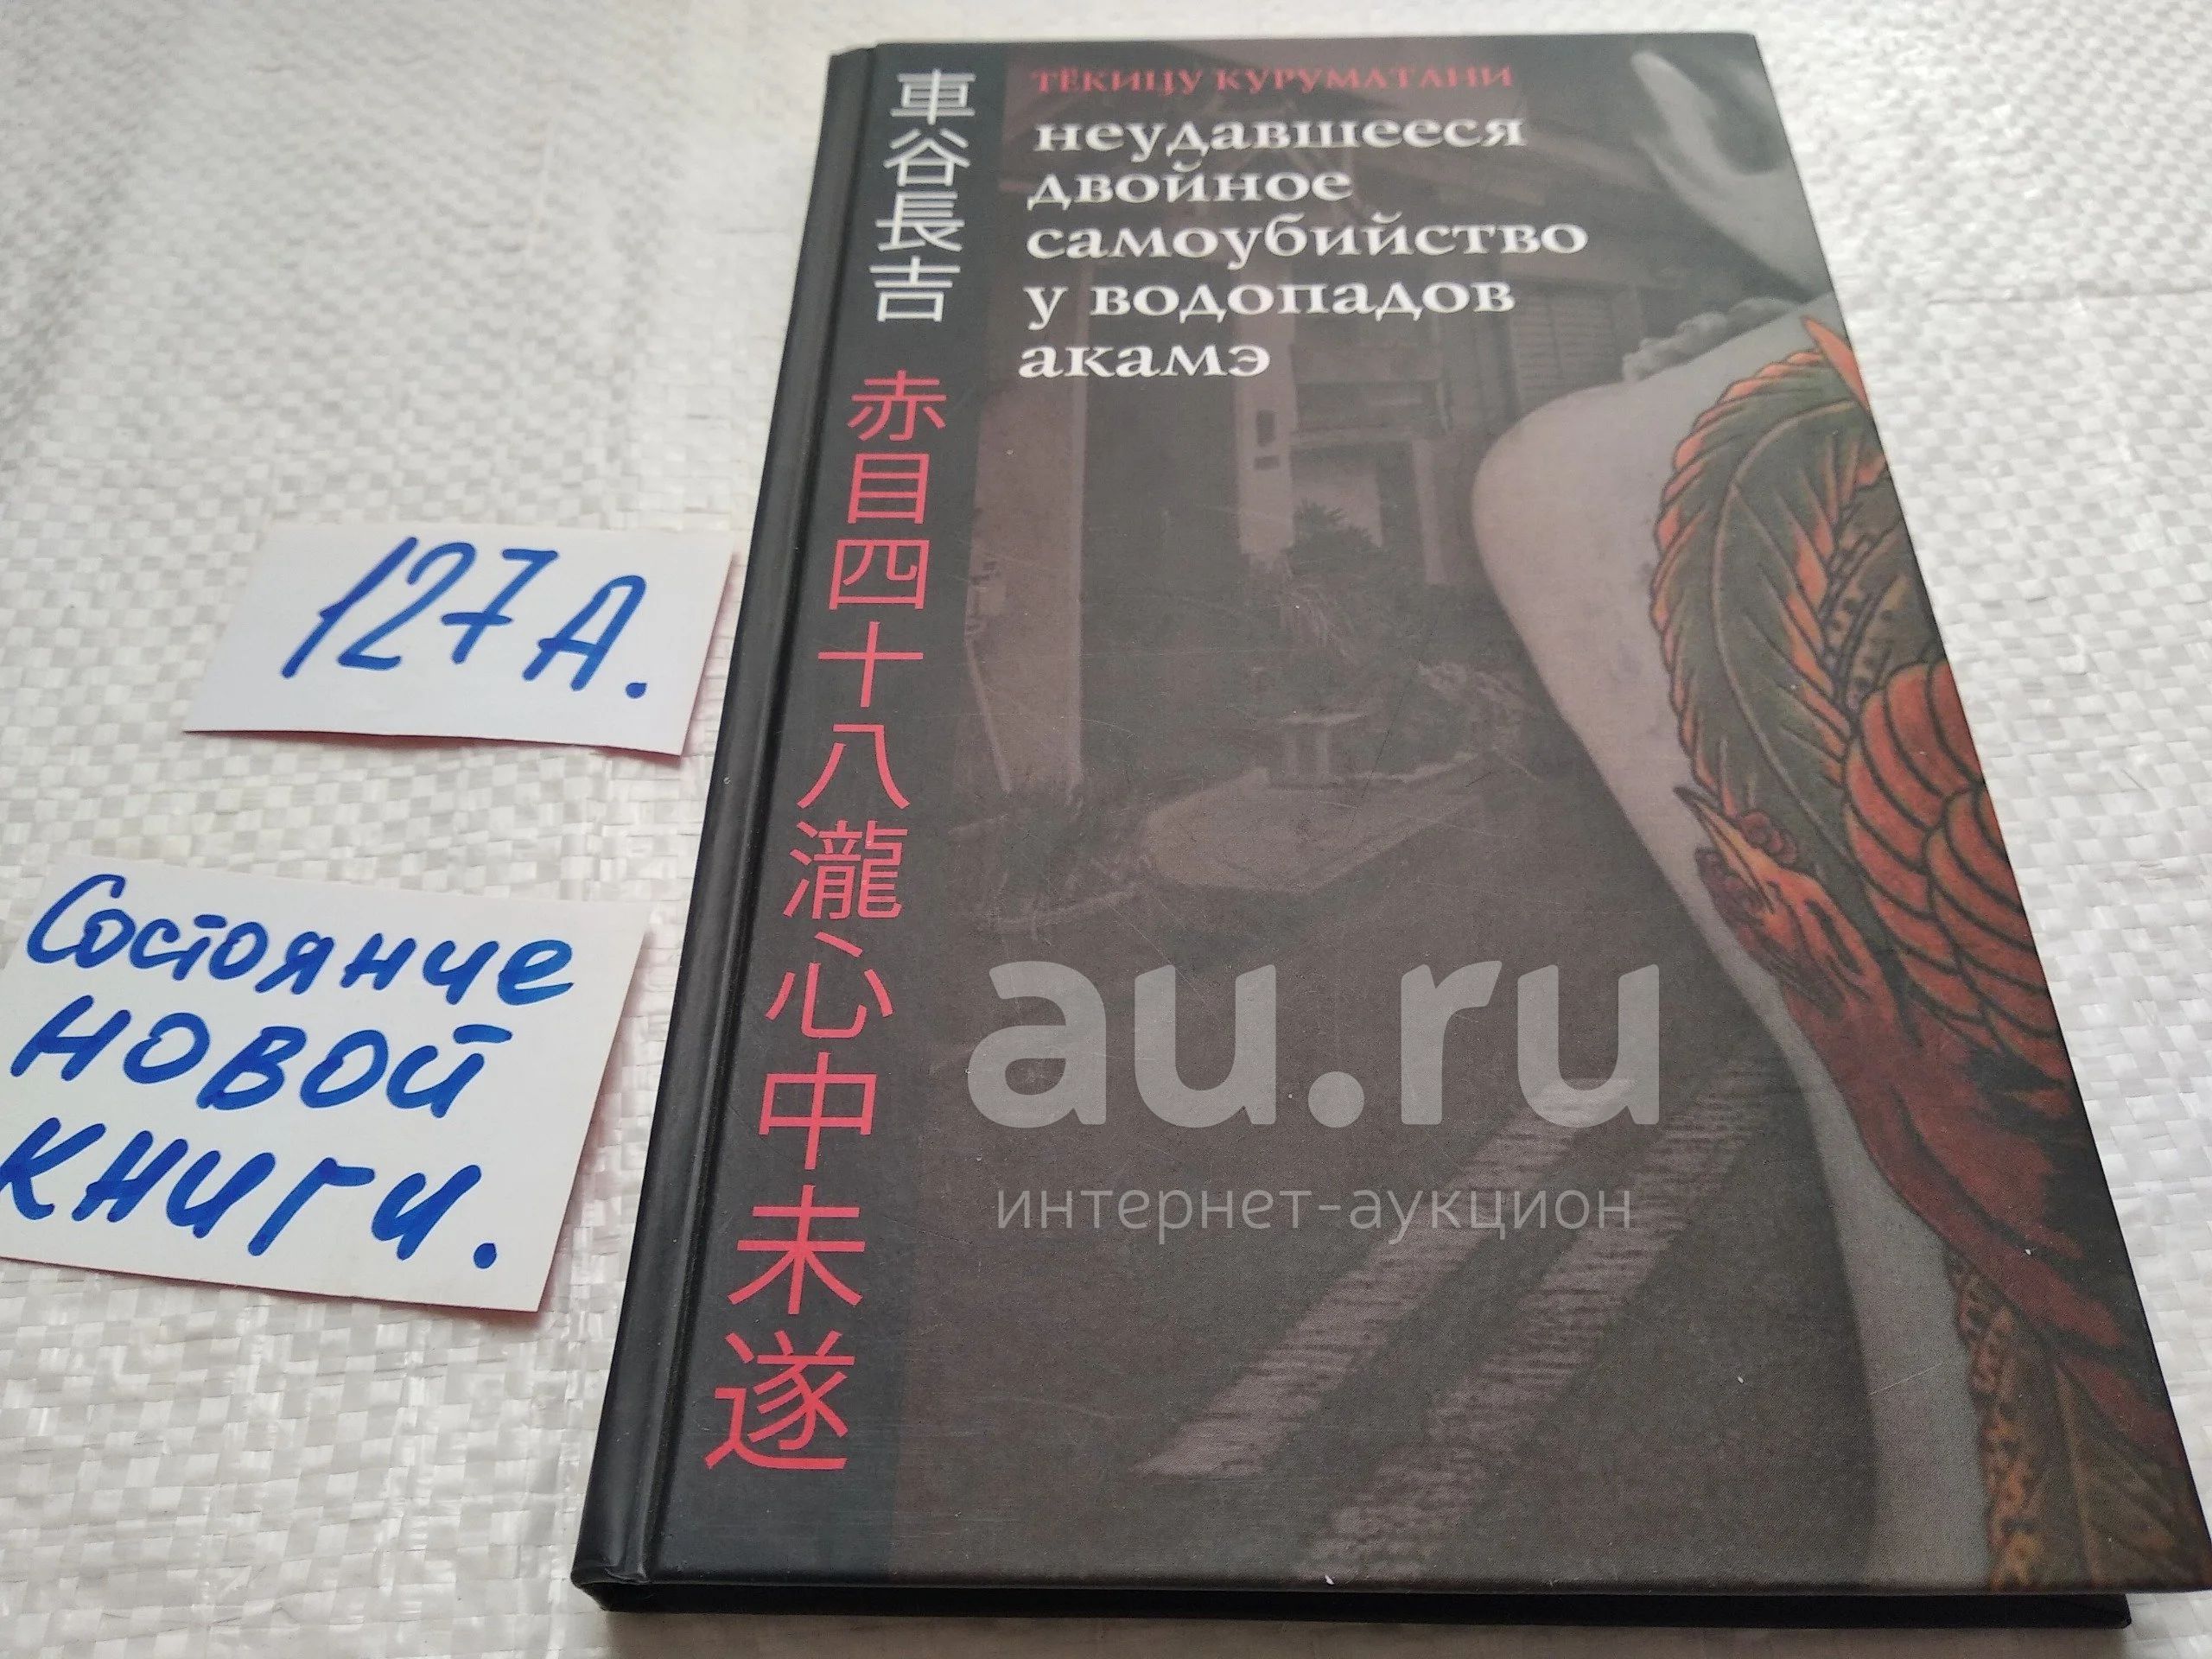 車谷長吉 赤目四十八瀧心中未遂
ТЁКИЦУ КУРУМАТАНИ
неудавшееся
двойное
самоубийство
у водопадов
акамэ
127А.
Состояние
новой
книги.
au.ru
интернет-аукцион